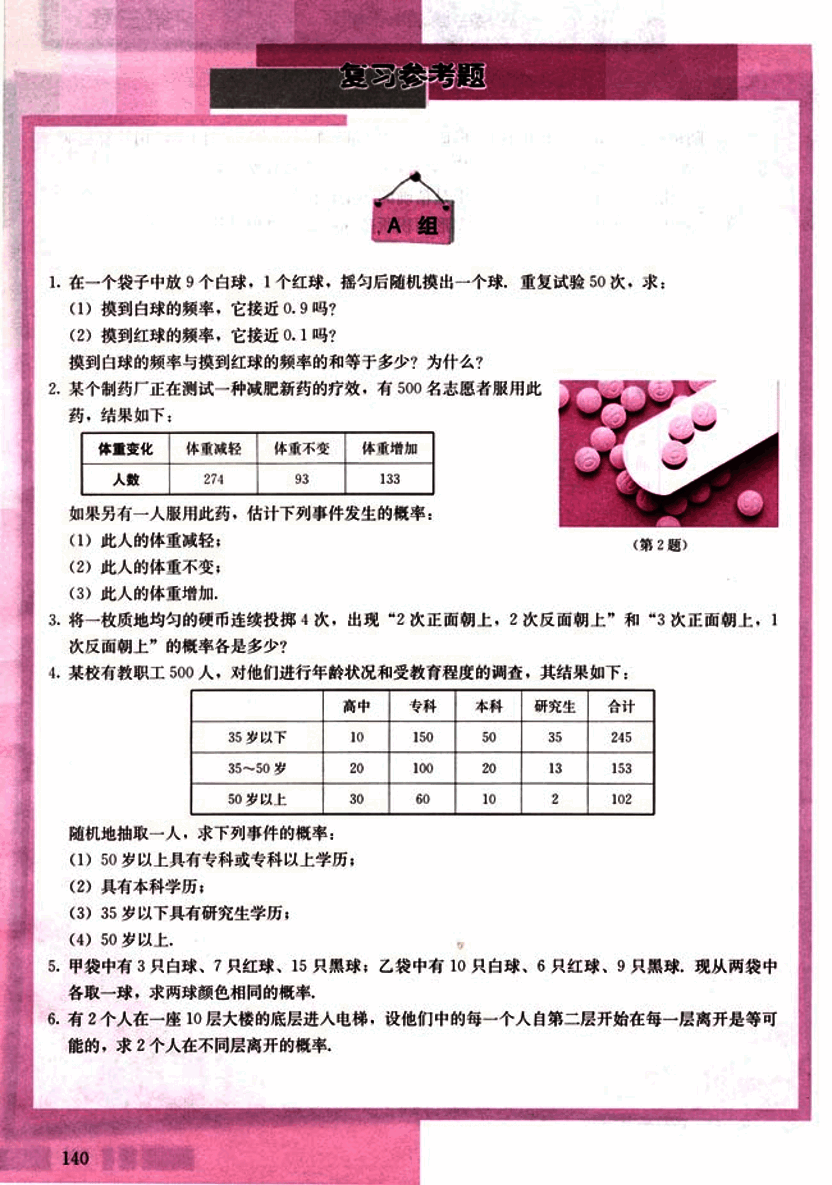 复习参考题
A 组
1. 在一个袋子中放 9 个白球，1 个红球，摇匀后随机摸出一个球. 重复试验 50 次，求：
(1) 摸到白球的频率，它接近 0.9 吗？
(2) 摸到红球的频率，它接近 0.1 吗？
摸到白球的频率与摸到红球的频率的和等于多少？为什么？
2. 某个制药厂正在测试一种减肥新药的疗效，有 500 名志愿者服用此
药，结果如下：
体重变化 体重减轻 体重不变 体重增加
人数 274 93 133
如果另有一人服用此药，估计下列事件发生的概率：
(1) 此人的体重减轻；
(2) 此人的体重不变；
(3) 此人的体重增加.
(第 2 题)
3. 将一枚质地均匀的硬币连续投掷 4 次，出现“2 次正面朝上，2 次反面朝上”和“3 次正面朝上，1
次反面朝上”的概率各是多少？
4. 某校有教职工 500 人，对他们进行年龄状况和受教育程度的调查，其结果如下：
高中 专科 本科 研究生 合计
35 岁以下 10 150 50 35 245
35～50 岁 20 100 20 13 153
50 岁以上 30 60 10 2 102
随机地抽取一人，求下列事件的概率：
(1) 50 岁以上具有专科或专科以上学历；
(2) 具有本科学历；
(3) 35 岁以下具有研究生学历；
(4) 50 岁以上.
5. 甲袋中有 3 只白球、7 只红球、15 只黑球；乙袋中有 10 只白球、6 只红球、9 只黑球. 现从两袋中
各取一球，求两球颜色相同的概率.
6. 有 2 个人在一座 10 层大楼的底层进入电梯，设他们中的每一个人自第二层开始在每一层离开是等可
能的，求 2 个人在不同层离开的概率.
140